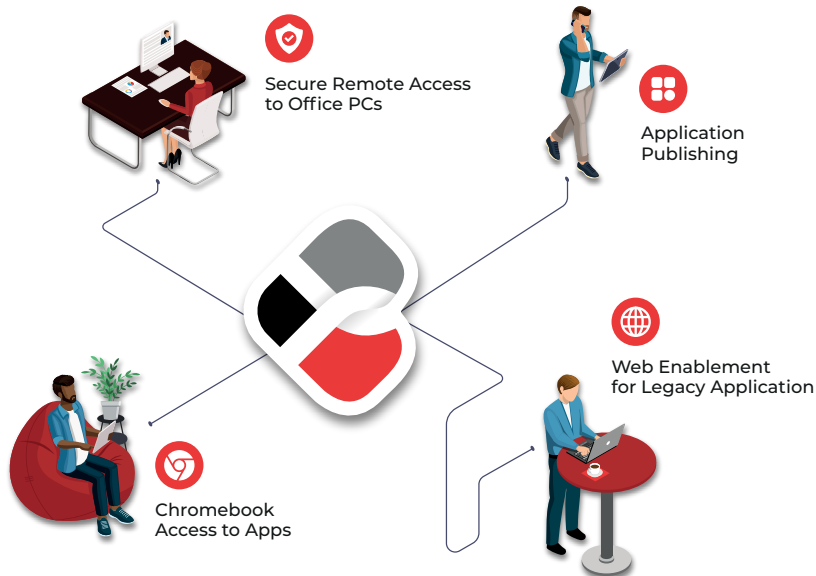 Secure Remote Access
to Office PCs
Application
Publishing
Web Enablement
for Legacy Application
Chromebook
Access to Apps